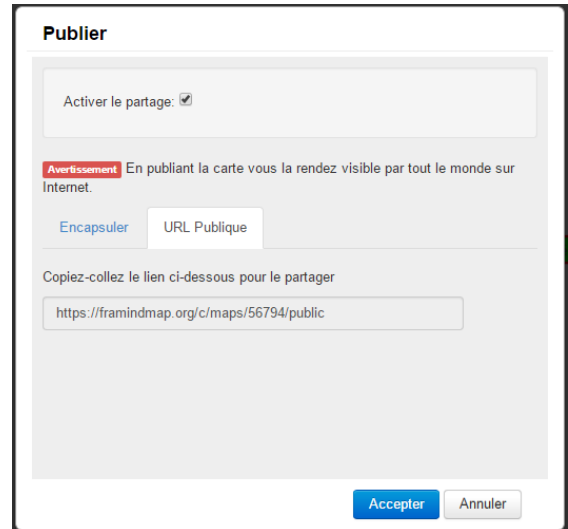 Publier
Activer le partage:
Avertissement En publiant la carte vous la rendez visible par tout le monde sur
Internet.
Encapsuler URL Publique
Copiez-collez le lien ci-dessous pour le partager
https://framindmap.org/c/maps/56794/public
Accepter Annuler